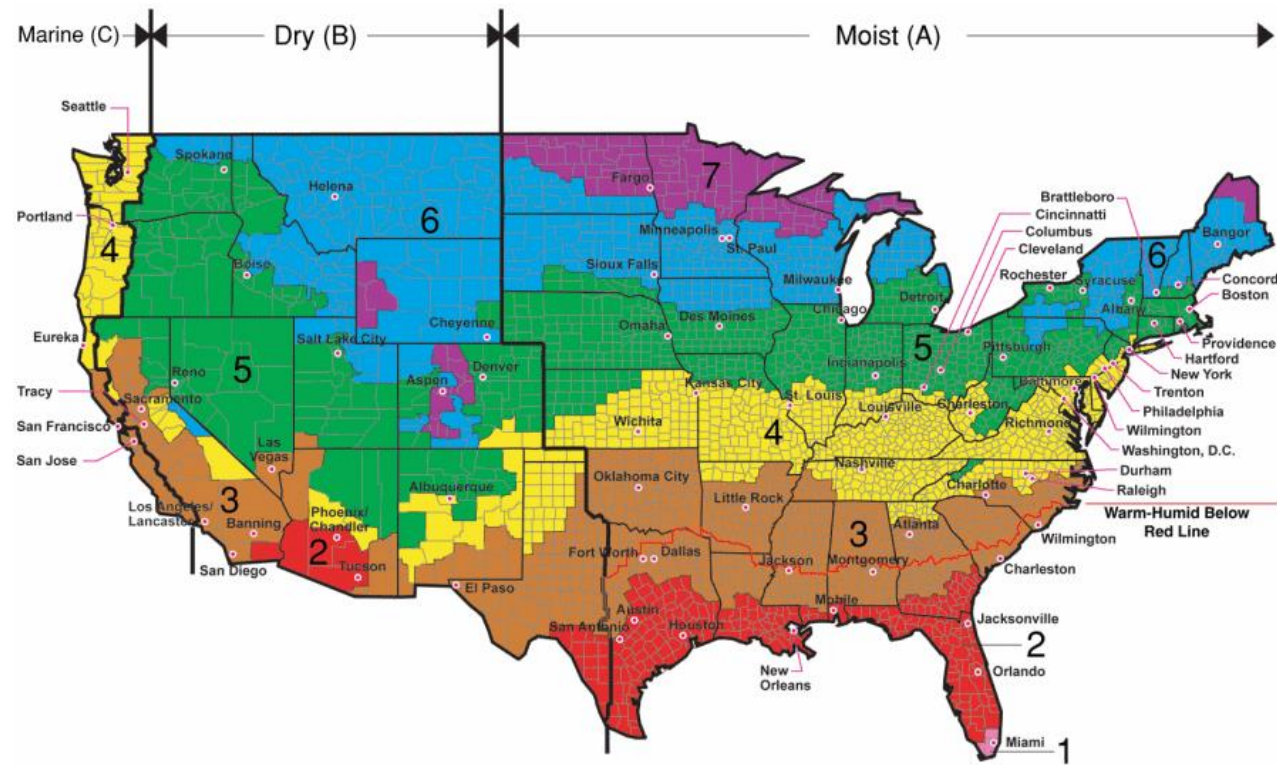 Marine (C)
Dry (B)
Moist (A)
Seattle
Spokane
Helena
Fargo
7
6
Portland
4
Minneapolis
St. Paul
Brattleboro
Cincinnatti
Columbus
Cleveland
Bangor
6
Boise
Sioux Falls
Milwaukee
Rochester
Syracuse
Concord
Detroit
Boston
Cheyenne
Chicago
Albany
Eureka
Salt Lake City
Omaha
Des Moines
Providence
5
Indianapolis
5
Pittsburgh
Hartford
Reno
Aspen
Denver
New York
Tracy
Kansas City
Baltimore
Trenton
Sacramento
St. Louis
Louisville
Charleston
Philadelphia
San Francisco
Wichita
4
Richmond
Wilmington
San Jose
Las
Vegas
Washington, D.C.
Nashville
Durham
3
Albuquerque
Oklahoma City
Charlotte
Raleigh
Los Angeles/
Lancaster
Phoenix/
Chandler
Little Rock
Warm-Humid Below
Red Line
Banning
2
3
Atlanta
Wilmington
San Diego
Tucson
Fort Worth
Dallas
Jackson
Montgomery
Charleston
El Paso
Austin
Mobile
San Antonio
Houston
Jacksonville
2
New
Orleans
Orlando
Miami
1